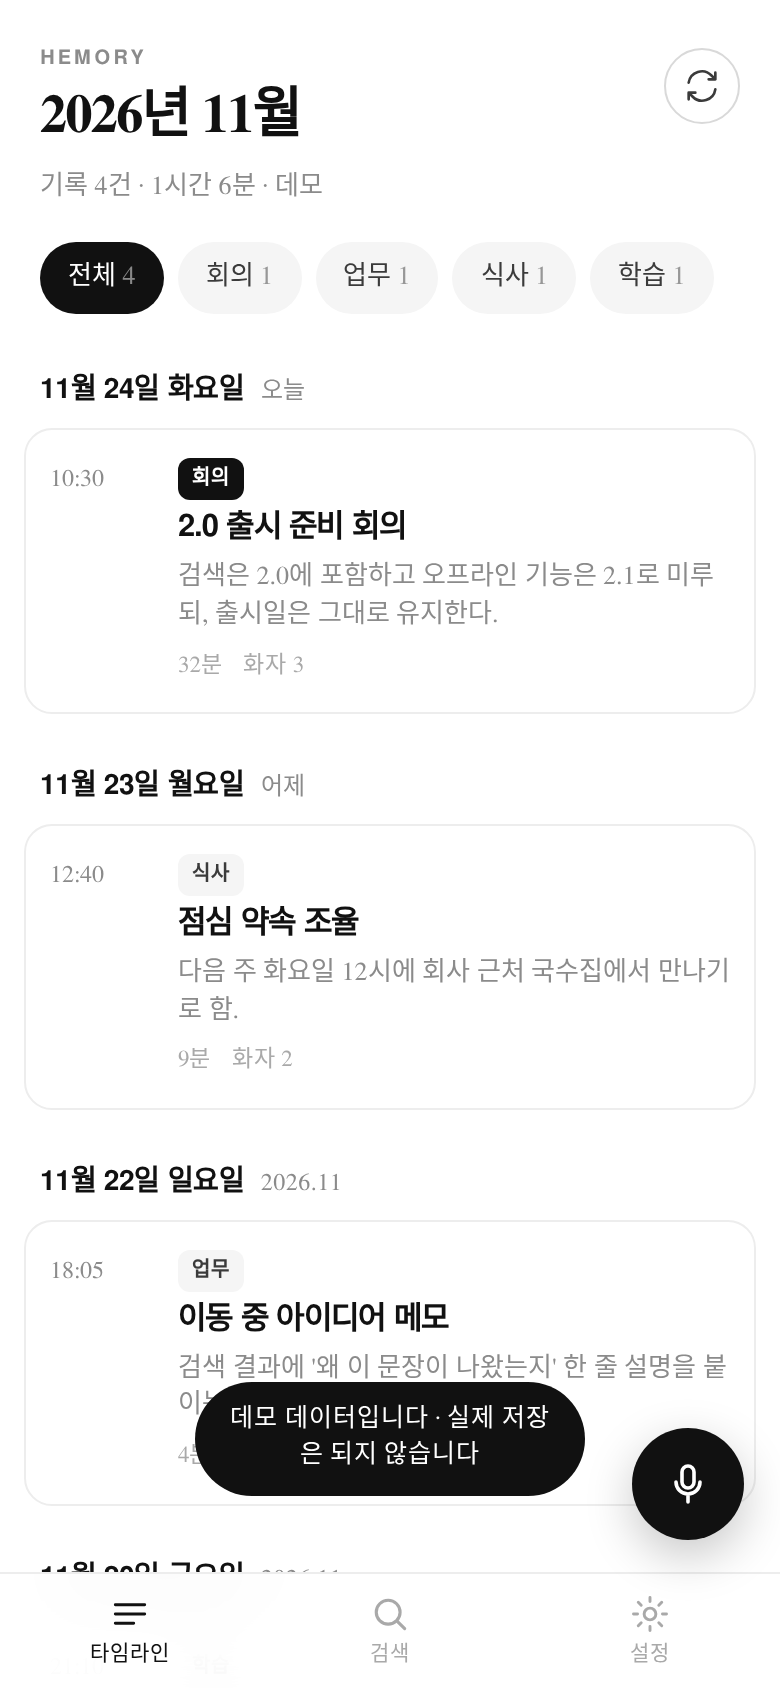 HEMORY
2026년 11월
기록 4건 · 1시간 6분 · 데모
전체 4 회의 1 업무 1 식사 1 학습 1
11월 24일 화요일 오늘
10:30 회의
2.0 출시 준비 회의
검색은 2.0에 포함하고 오프라인 기능은 2.1로 미루
되, 출시일은 그대로 유지한다.
32분 화자 3
11월 23일 월요일 어제
12:40 식사
점심 약속 조율
다음 주 화요일 12시에 회사 근처 국수집에서 만나기
로 함.
9분 화자 2
11월 22일 일요일 2026.11
18:05 업무
이동 중 아이디어 메모
검색 결과에 '왜 이 문장이 나왔는지' 한 줄 설명을 붙
데모 데이터입니다 · 실제 저장
은 되지 않습니다
11월 20일 금요일 2026.11
타임라인 검색 설정